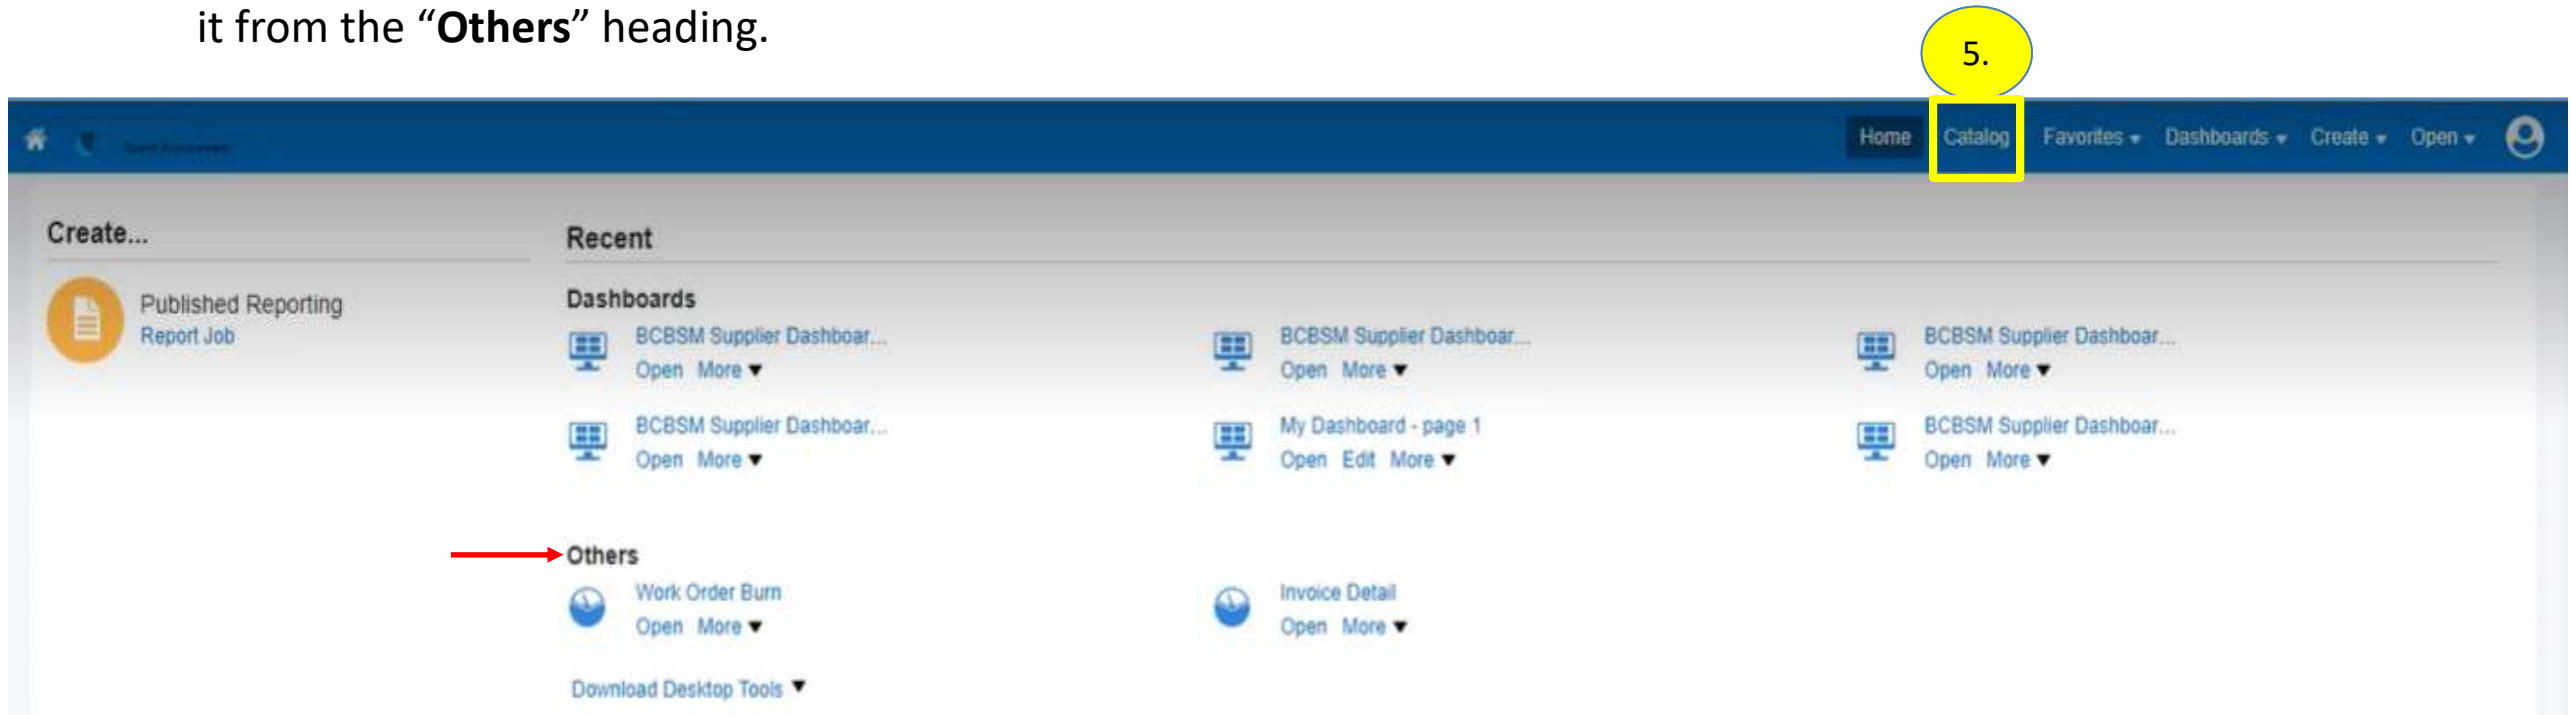 it from the “Others” heading.
5.
Home Catalog Favorites Dashboards Create Open
Create...
Recent
Published Reporting
Report Job
Dashboards
BCBSM Supplier Dashboar... BCBSM Supplier Dashboar... BCBSM Supplier Dashboar...
Open More Open More Open More
BCBSM Supplier Dashboar... My Dashboard - page 1 BCBSM Supplier Dashboar...
Open More Open Edit More Open More
Others
Work Order Burn Invoice Detail
Open More Open More
Download Desktop Tools